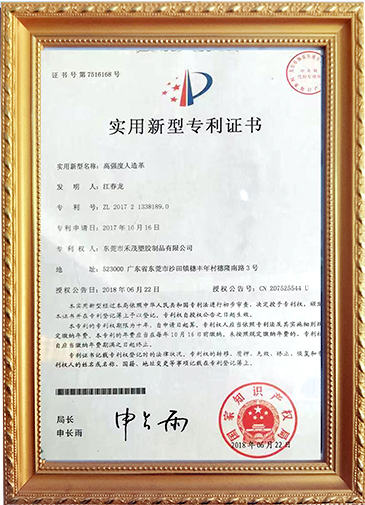 证书号第7516168号
实用新型专利证书
实用新型名称：高强度人造革
发 明 人：江春龙
专 利 号：ZL 2017 2 1338189.0
专利申请日：2017年10月16日
专 利 权 人：东莞市禾茂塑胶制品有限公司
地 址：523000 广东省东莞市沙田镇穗丰年村穗隆南路3号
授权公告日：2018年06月22日 授权公告号：CN 207525544 U
本实用新型经过本局依照中华人民共和国专利法进行初步审查，决定授予专利权，颁发
本证书并在专利登记簿上予以登记，专利权自授权公告之日起生效。
本专利的专利权期限为十年，自申请日起算。专利权人应当依照专利法及其实施细则规
定缴纳年费。本专利的年费应当在每年10月16日前缴纳。未按照规定缴纳年费的，专利权
自应当缴纳年费期满之日起终止。
专利证书记载专利权登记时的法律状况。专利权的转移、质押、无效、终止、恢复和专
利权人的姓名或名称、国籍、地址变更等事项记载在专利登记簿上。
局长
申长雨
申长雨
国家知识产权局
2018年06月22日